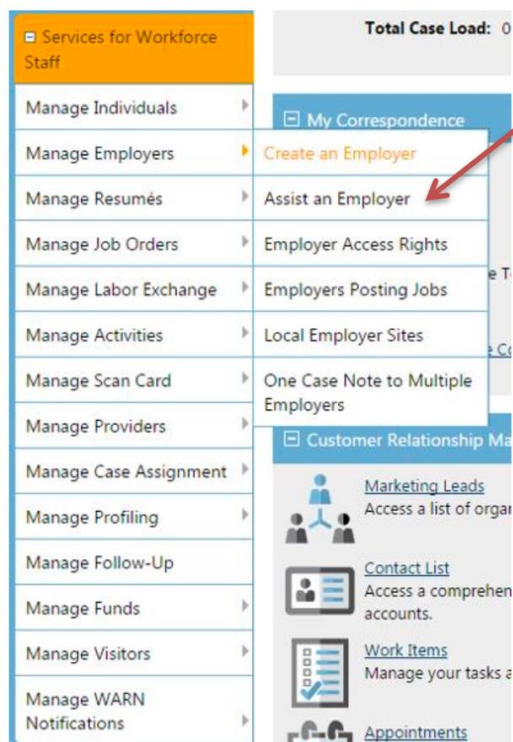 Services for Workforce
Staff
Manage Individuals
Manage Employers
Manage Resumés
Manage Job Orders
Manage Labor Exchange
Manage Activities
Manage Scan Card
Manage Providers
Manage Case Assignment
Manage Profiling
Manage Follow-Up
Manage Funds
Manage Visitors
Manage WARN
Notifications
Create an Employer
Assist an Employer
Employer Access Rights
Employers Posting Jobs
Local Employer Sites
One Case Note to Multiple
Employers
Total Case Load: 0
My Correspondence
Customer Relationship Ma
Marketing Leads
Access a list of organ
Contact List
Access a comprehen
accounts.
Work Items
Manage your tasks a
Appointments